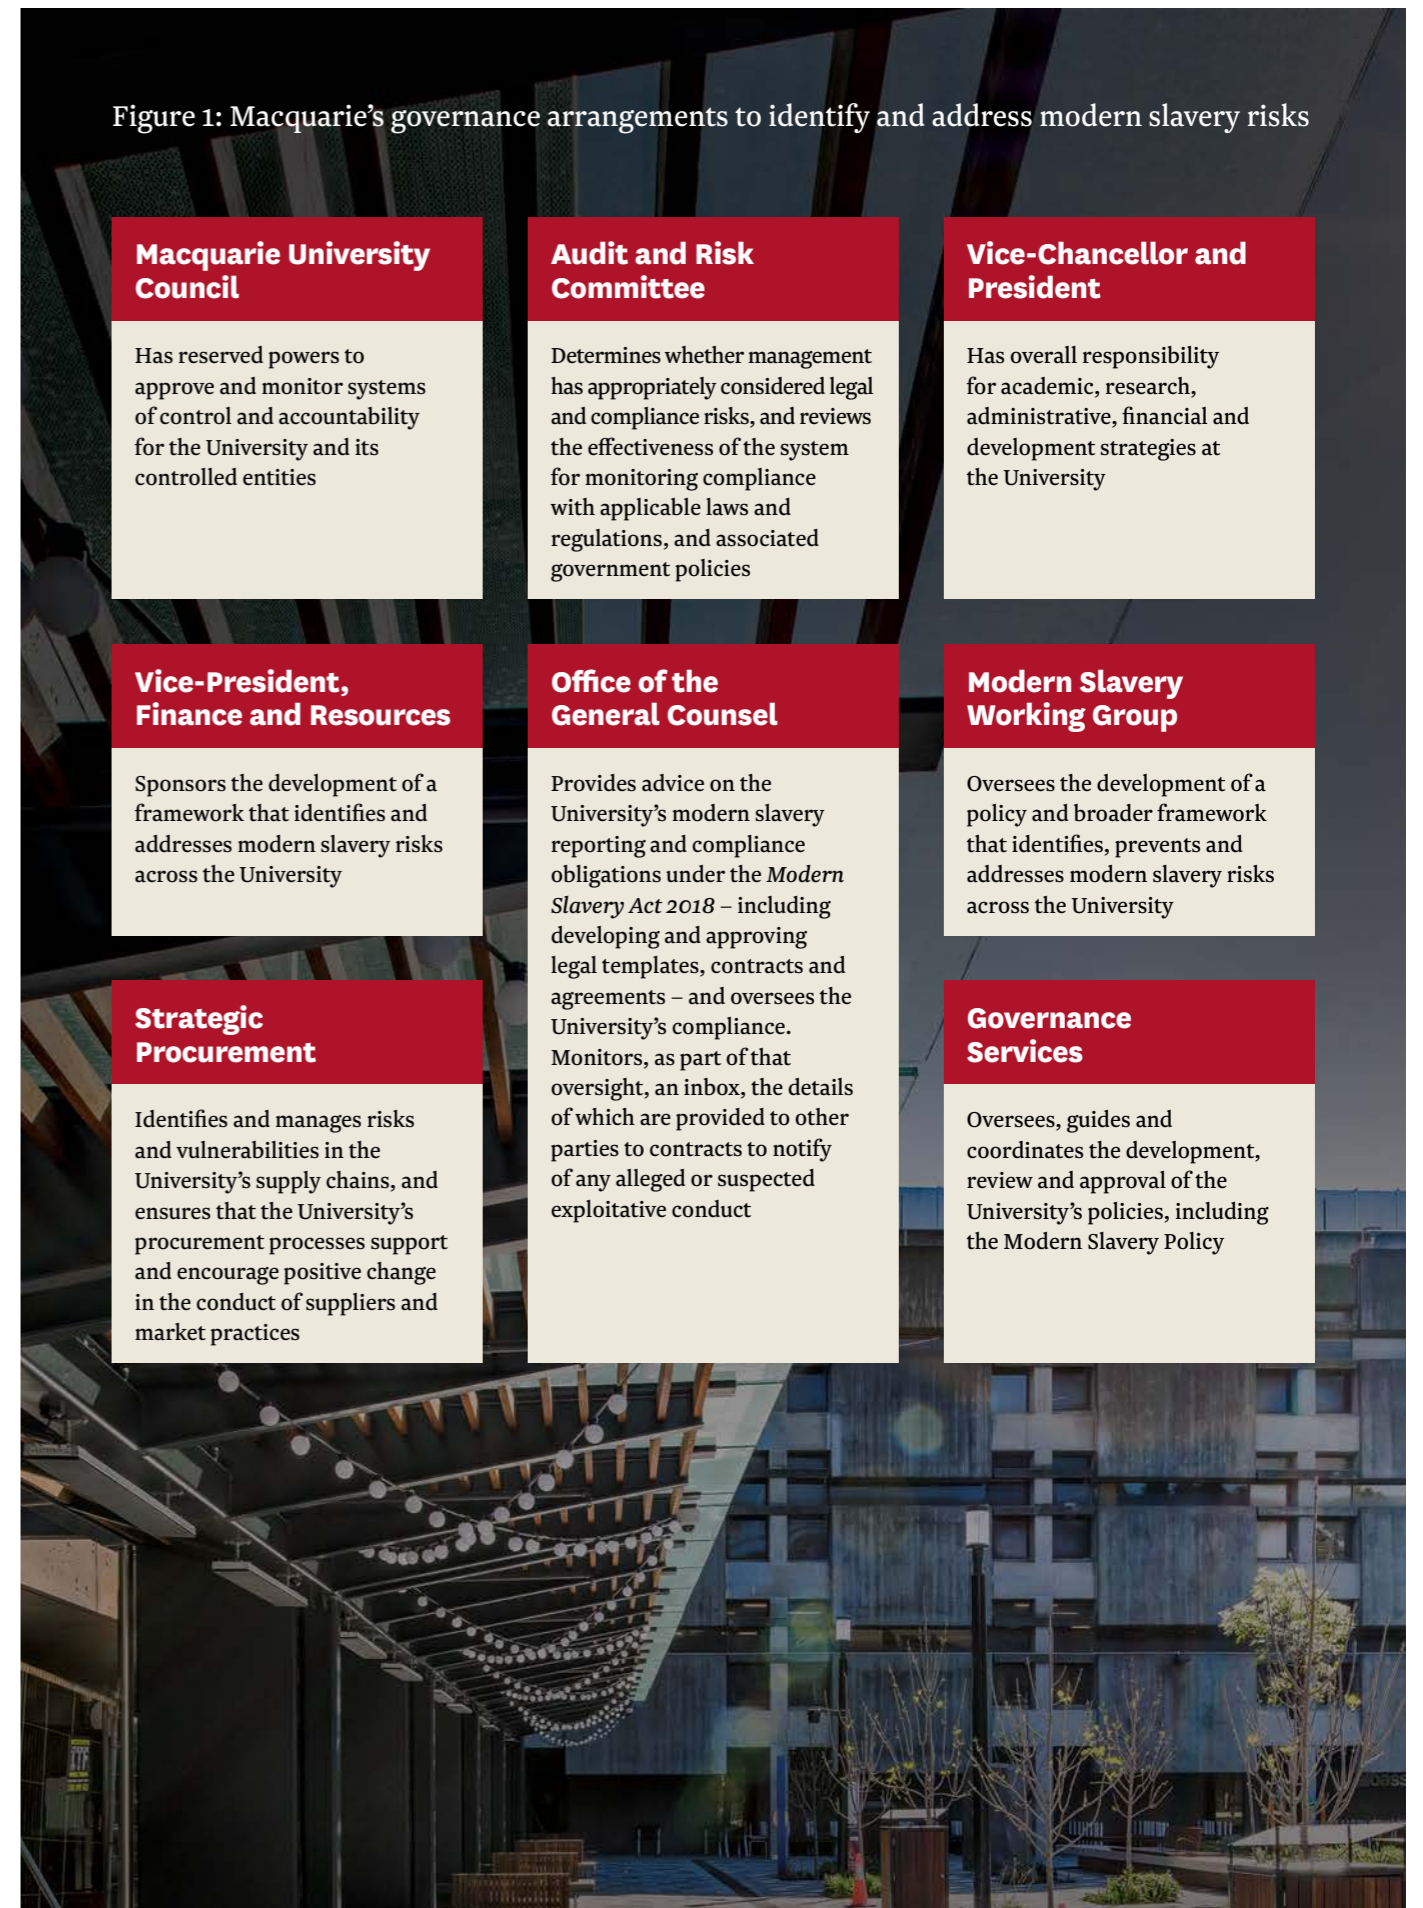 Figure 1: Macquarie’s governance arrangements to identify and address modern slavery risks
Macquarie University
Council
Has reserved powers to
approve and monitor systems
of control and accountability
for the University and its
controlled entities
Audit and Risk
Committee
Determines whether management
has appropriately considered legal
and compliance risks, and reviews
the effectiveness of the system
for monitoring compliance
with applicable laws and
regulations, and associated
government policies
Vice-Chancellor and
President
Has overall responsibility
for academic, research,
administrative, financial and
development strategies at
the University
Vice-President,
Finance and Resources
Sponsors the development of a
framework that identifies and
addresses modern slavery risks
across the University
Office of the
General Counsel
Provides advice on the
University’s modern slavery
reporting and compliance
obligations under the Modern
Slavery Act 2018 – including
developing and approving
legal templates, contracts and
agreements – and oversees the
University’s compliance.
Monitors, as part of that
oversight, an inbox, the details
of which are provided to other
parties to contracts to notify
of any alleged or suspected
exploitative conduct
Modern Slavery
Working Group
Oversees the development of a
policy and broader framework
that identifies, prevents and
addresses modern slavery risks
across the University
Strategic
Procurement
Identifies and manages risks
and vulnerabilities in the
University’s supply chains, and
ensures that the University’s
procurement processes support
and encourage positive change
in the conduct of suppliers and
market practices
Governance
Services
Oversees, guides and
coordinates the development,
review and approval of the
University’s policies, including
the Modern Slavery Policy